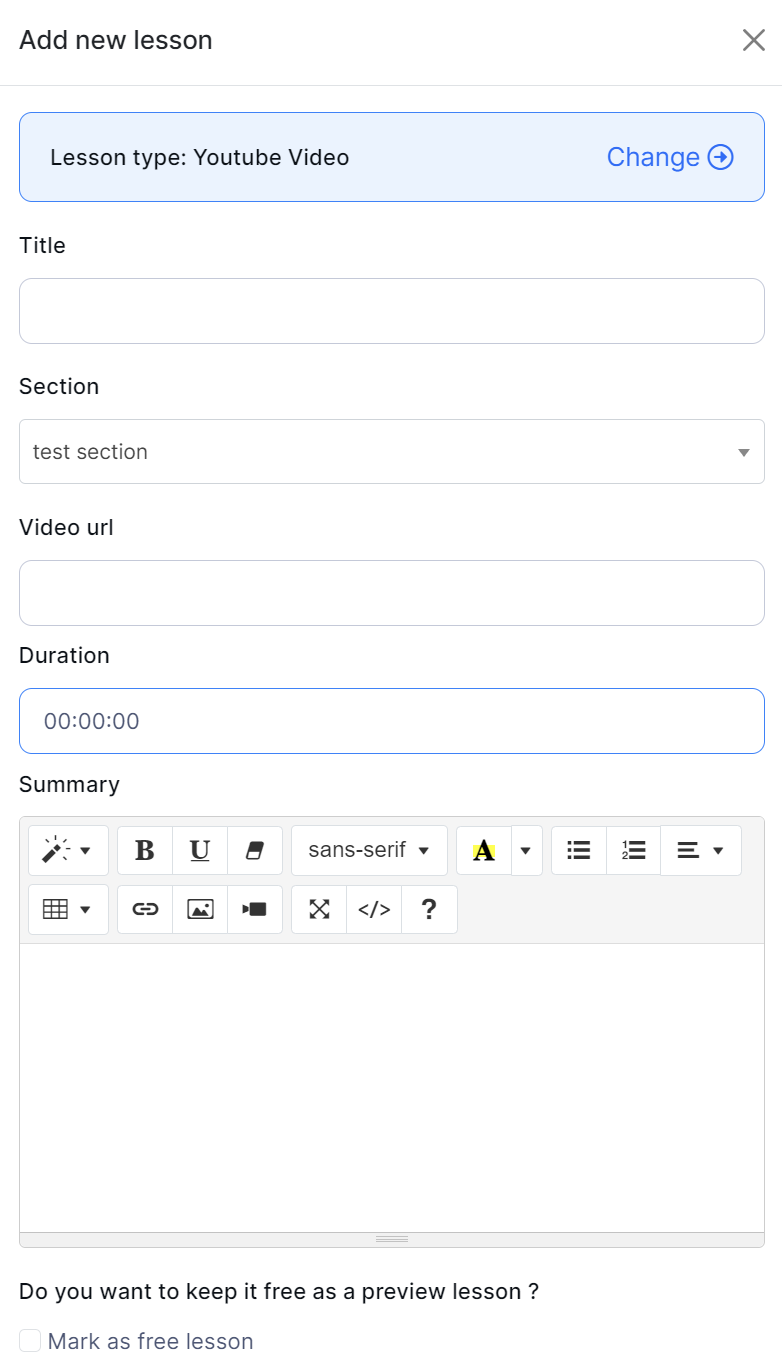 Add new lesson
Lesson type: Youtube Video
Change
Title
Section
test section
Video url
Duration
00:00:00
Summary
B U sans-serif A
</> ?
Do you want to keep it free as a preview lesson ?
Mark as free lesson